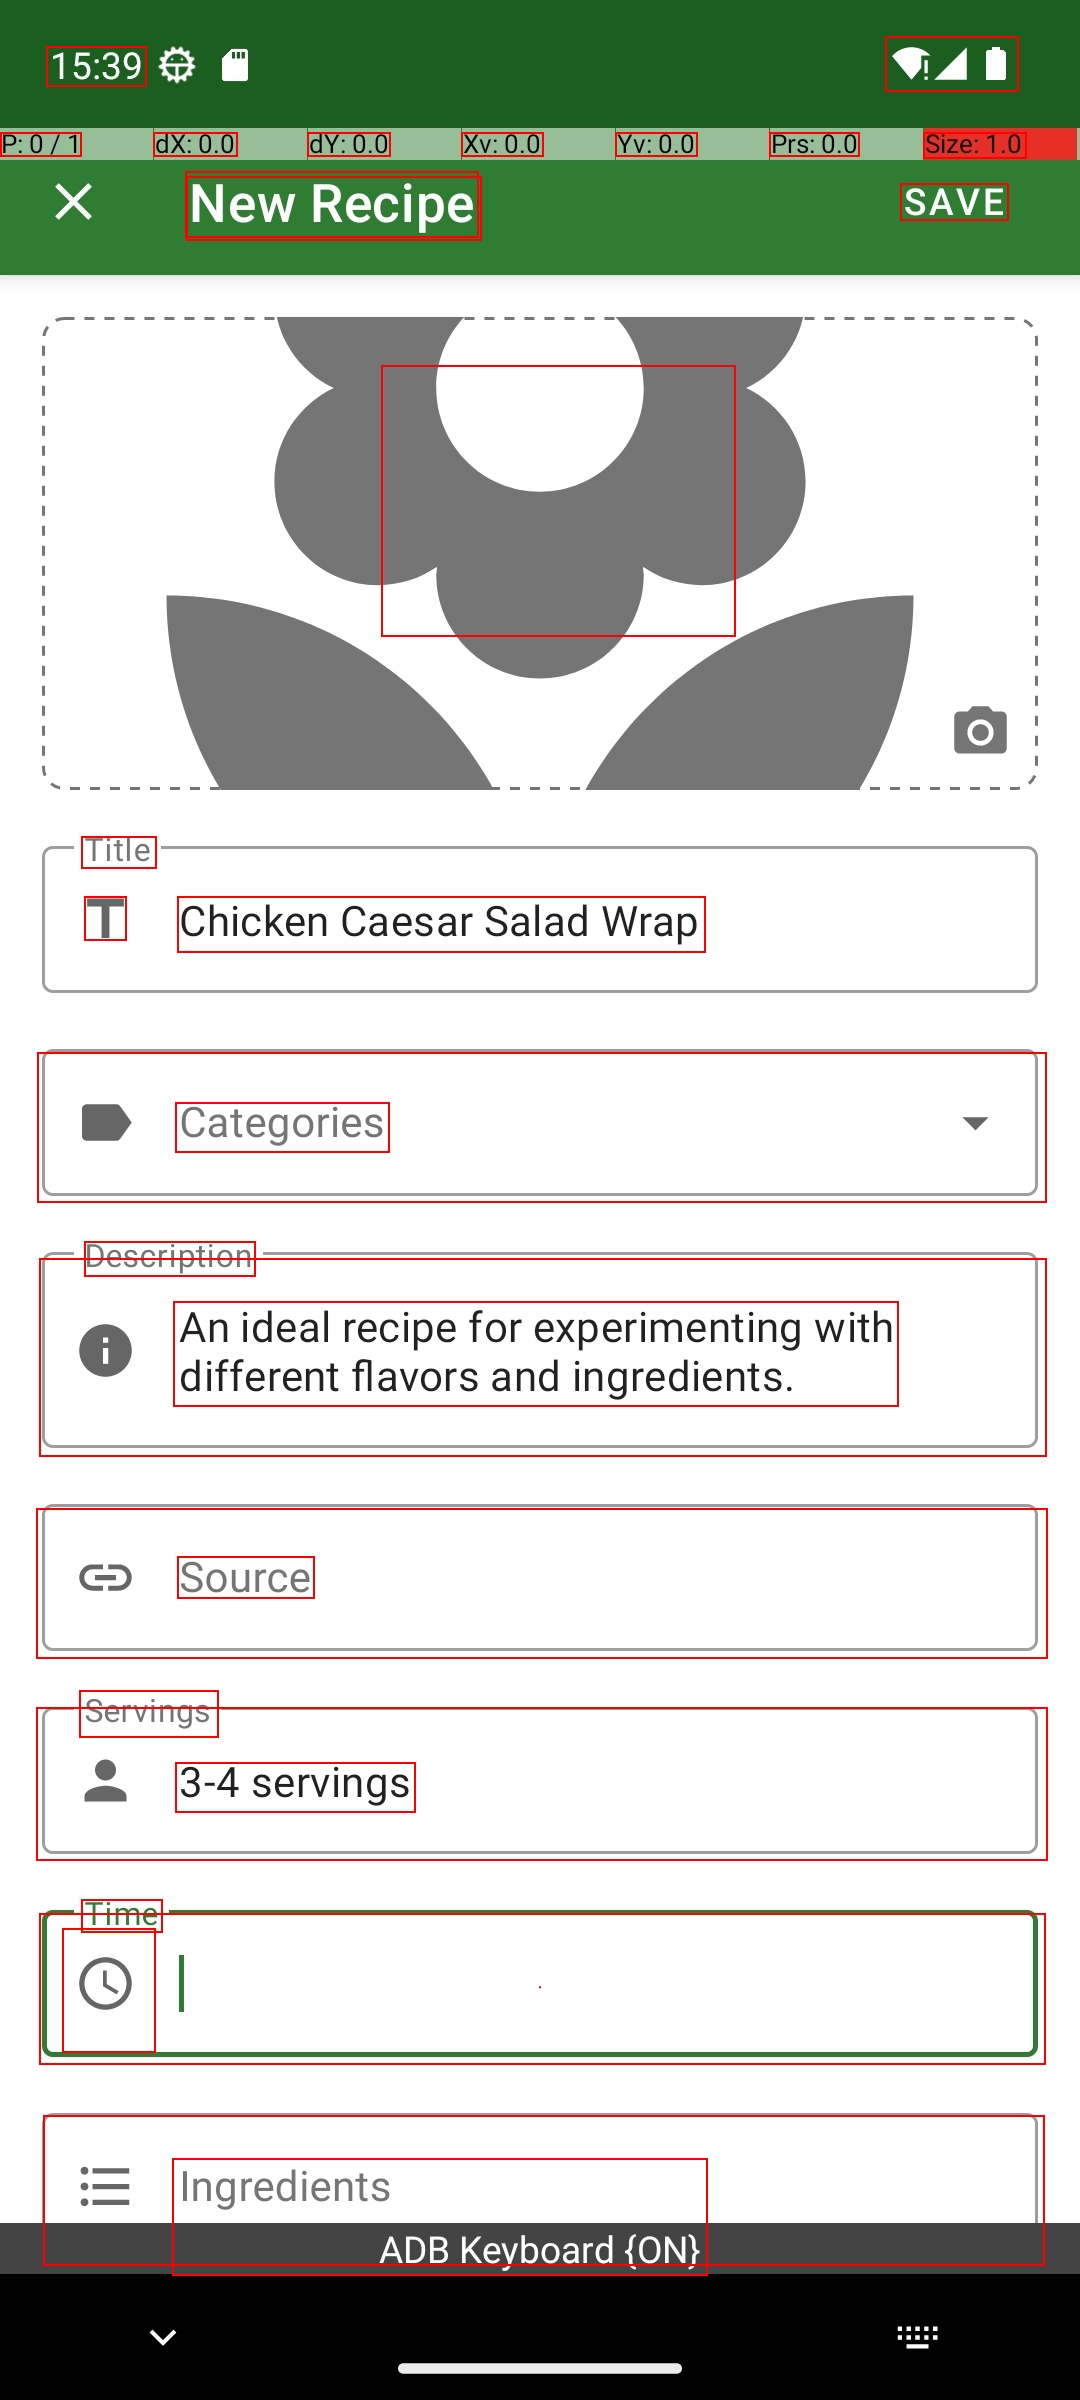 15:39
P: 0 / 1 dX: 0.0 dY: 0.0 Xv: 0.0 Yv: 0.0 Prs: 0.0 Size: 1.0
New Recipe SAVE
Title
Chicken Caesar Salad Wrap
Categories
Description
An ideal recipe for experimenting with
different flavors and ingredients.
Source
Servings
3-4 servings
Time
Ingredients
ADB Keyboard {ON}